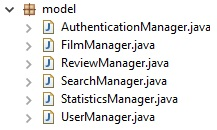 model
AuthenticationManager.java
FilmManager.java
ReviewManager.java
SearchManager.java
StatisticsManager.java
UserManager.java